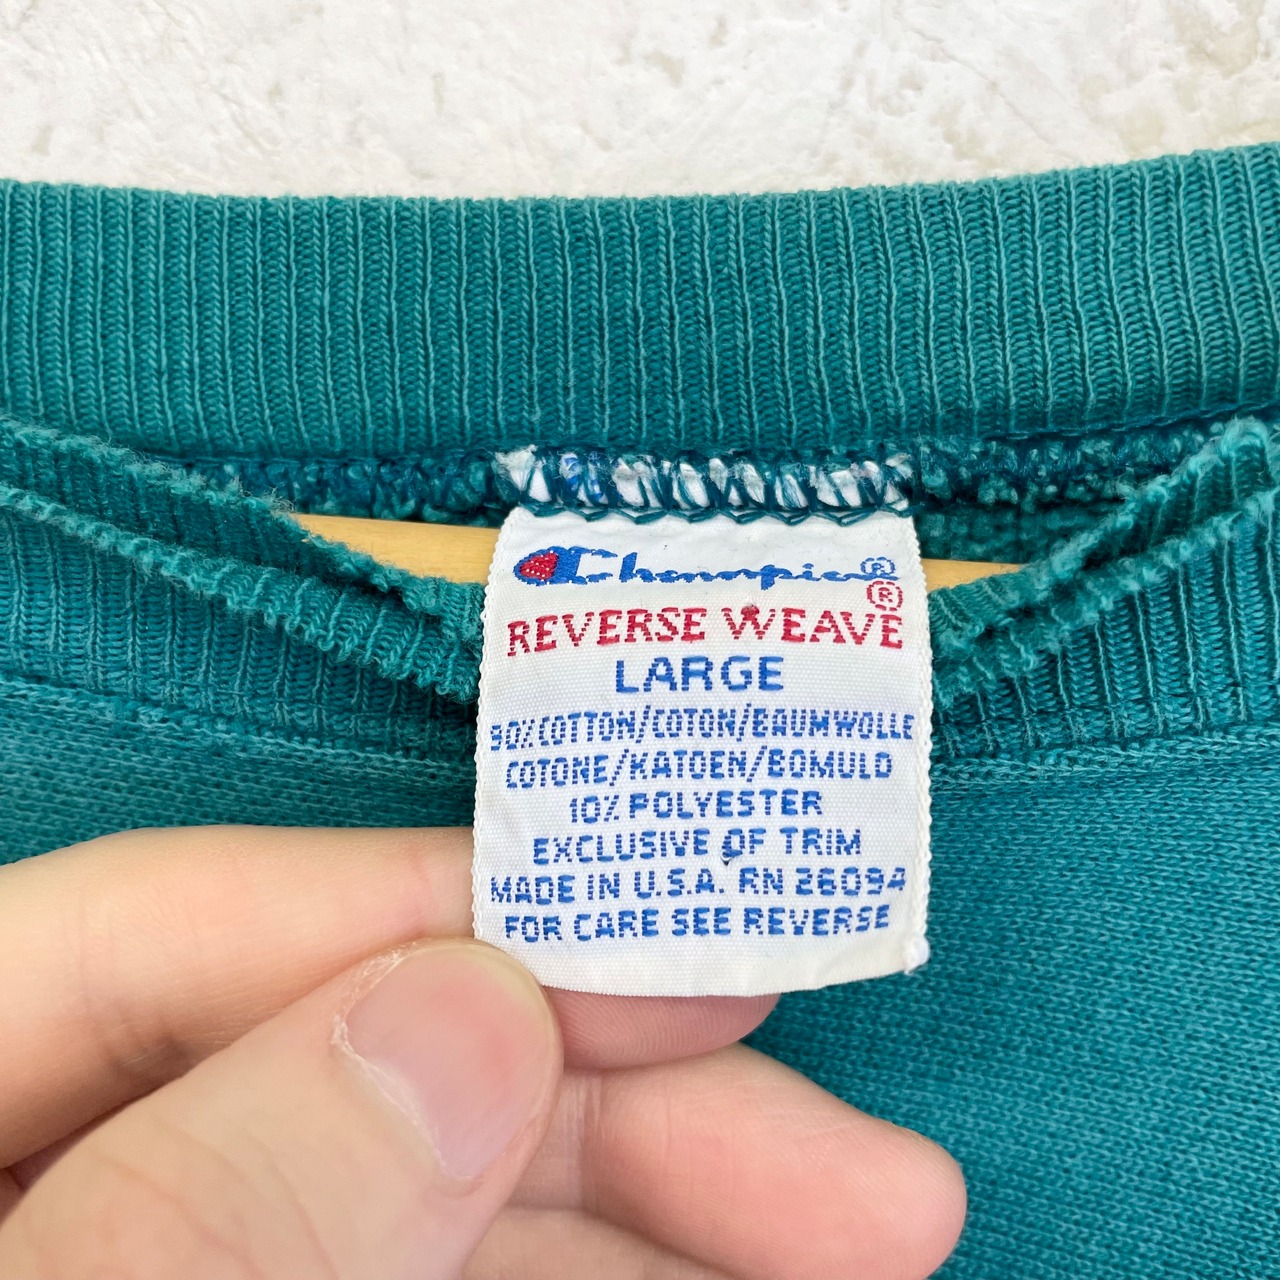 Champion®
REVERSE WEAVE®
LARGE
90% COTTON/COTON/BAUMWOLLE
COTONE/KATOEN/BOMULD
10% POLYESTER
EXCLUSIVE OF TRIM
MADE IN U.S.A. RN 26094
FOR CARE SEE REVERSE